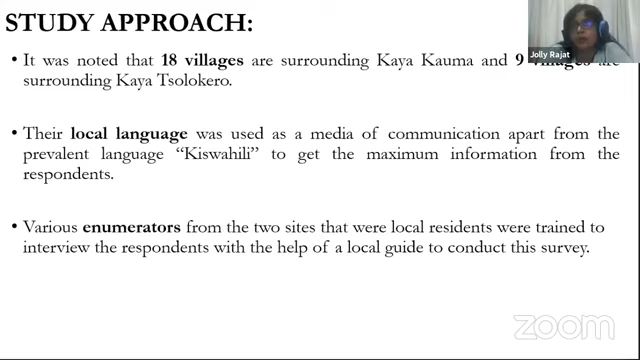 STUDY APPROACH:
Jolly Rajat
• It was noted that 18 villages are surrounding Kaya Kauma and 9 villages are
surrounding Kaya Tsolokero.
• Their local language was used as a media of communication apart from the
prevalent language “Kiswahili” to get the maximum information from the
respondents.
• Various enumerators from the two sites that were local residents were trained to
interview the respondents with the help of a local guide to conduct this survey.
zoom